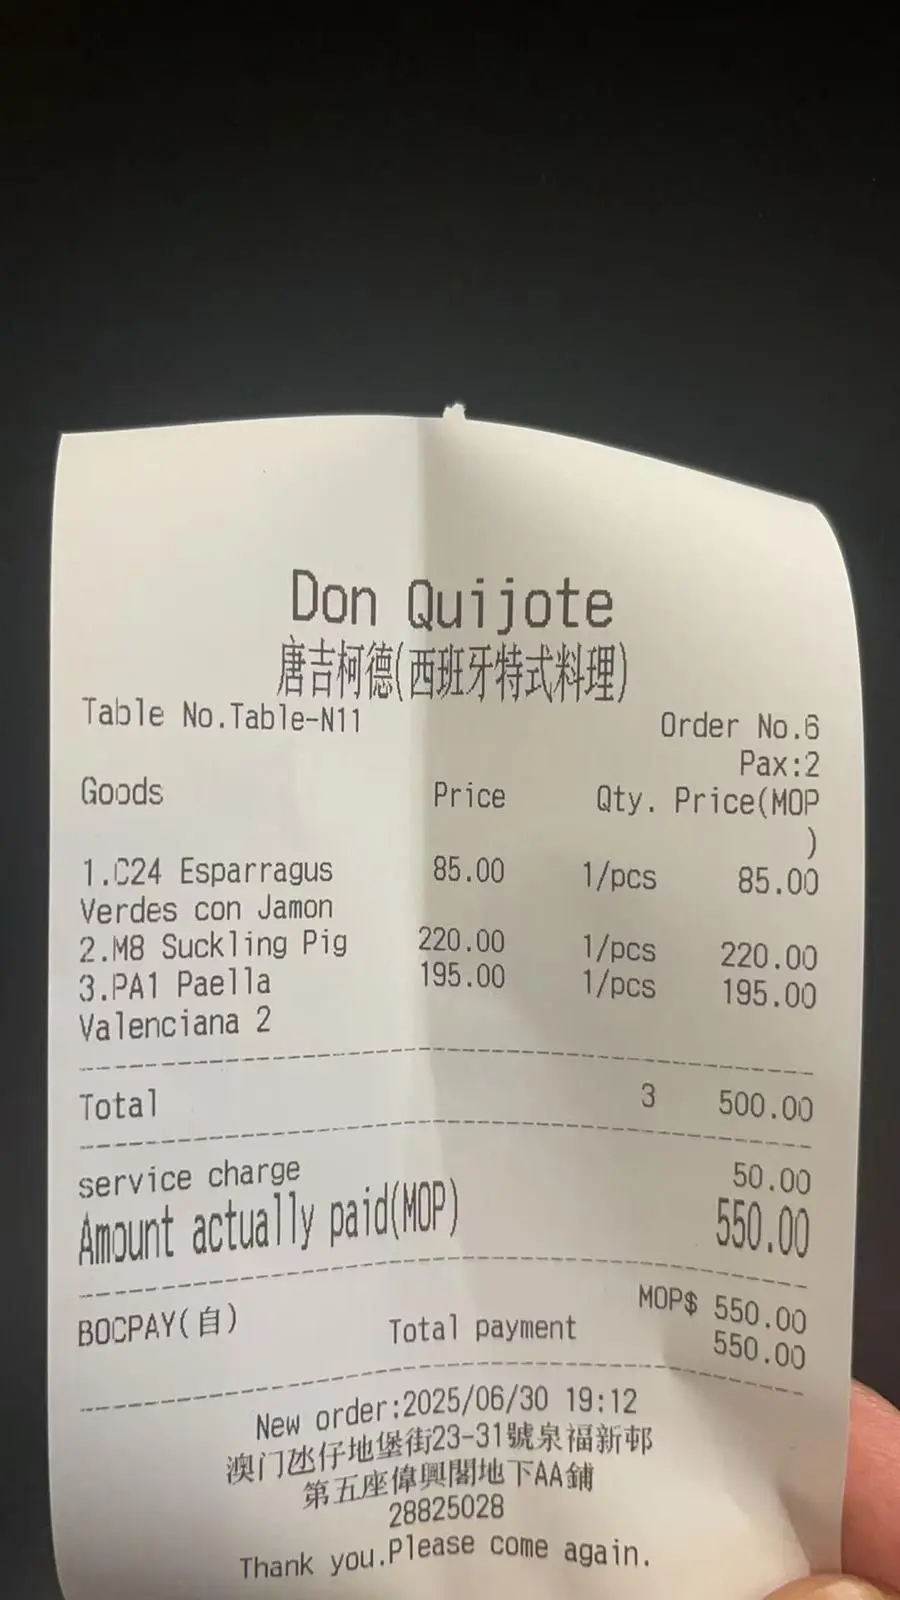 Don Quijote
唐吉柯德(西班牙特式料理)
Table No.Table-N11 Order No.6
Pax:2
Goods Price Qty. Price(MOP
)
1.C24 Esparragus 85.00 1/pcs 85.00
Verdes con Jamon
2.M8 Suckling Pig 220.00 1/pcs 220.00
3.PA1 Paella 195.00 1/pcs 195.00
Valenciana 2
Total 3 500.00
service charge 50.00
Amount actually paid(MOP) 550.00
BOCPAY(自) MOP$ 550.00
Total payment 550.00
New order:2025/06/30 19:12
澳门氹仔地堡街23-31號泉福新邨
第五座偉興閣地下AA鋪
28825028
Thank you.Please come again.